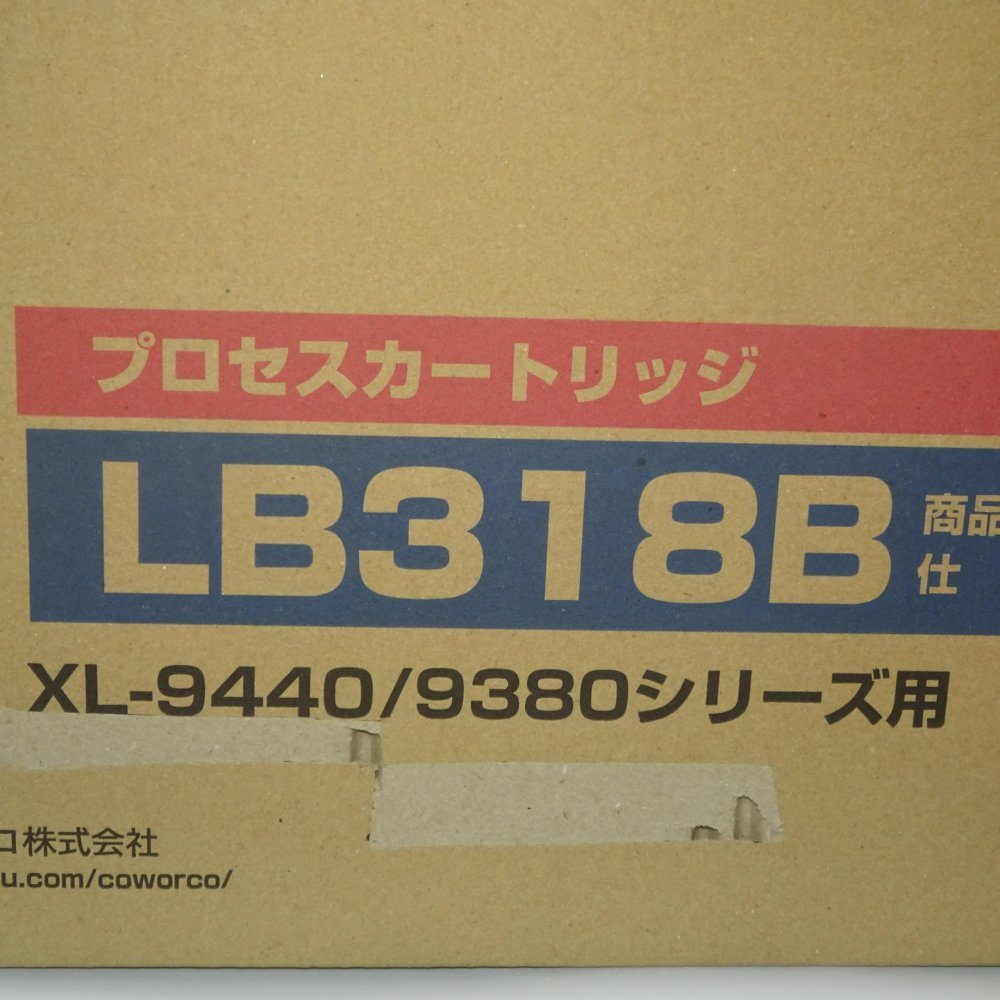 プロセスカートリッジ
LB318B
商品
仕
XL-9440/9380シリーズ用
コ株式会社
u.com/coworco/